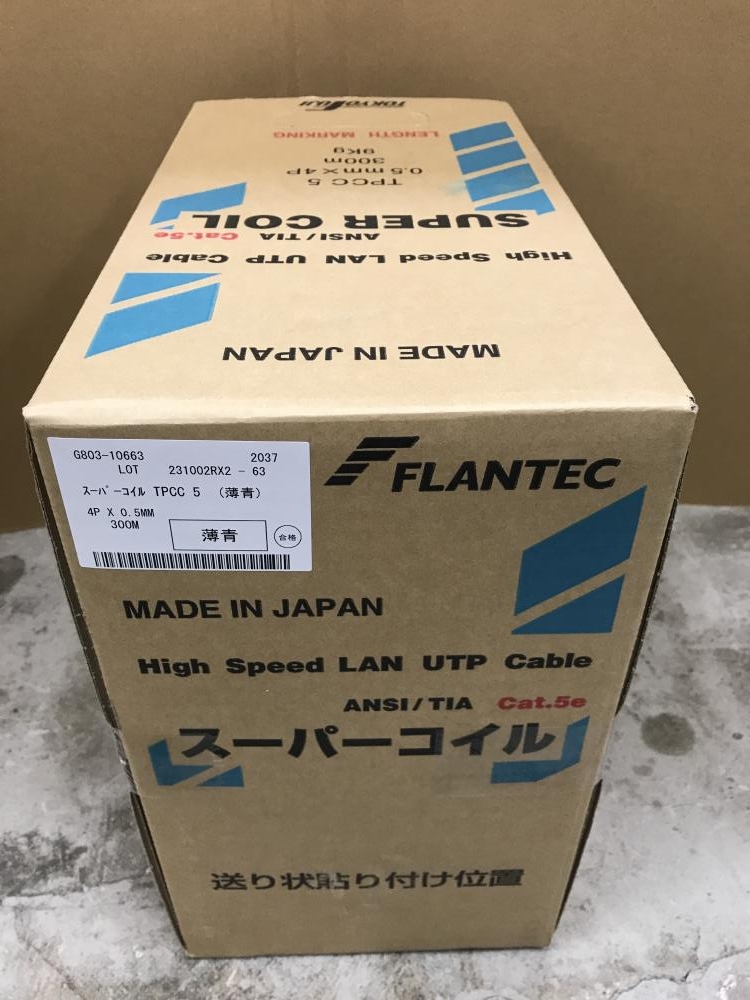 TOKYO FUJI
LENGTH MARKING
9Kg
300m
0.5mm×4P
TPCC 5
SUPER COIL
ANSI/TIA Cat.5e
High Speed LAN UTP Cable
MADE IN JAPAN
G803-10663 2037
LOT 231002RX2 - 63
スーパーコイル TPCC 5 (薄青)
4P X 0.5MM
300M
薄青
合格
FLANTEC
MADE IN JAPAN
High Speed LAN UTP Cable
ANSI/TIA Cat.5e
スーパーコイル
送り状貼り付け位置